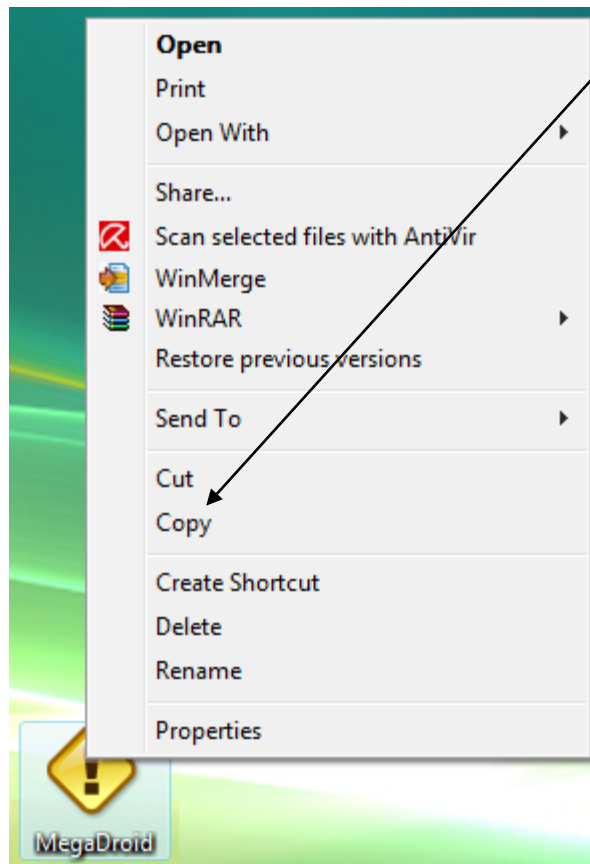 Open
Print
Open With
Share...
Scan selected files with AntiVir
WinMerge
WinRAR
Restore previous versions
Send To
Cut
Copy
Create Shortcut
Delete
Rename
Properties
MegaDroid